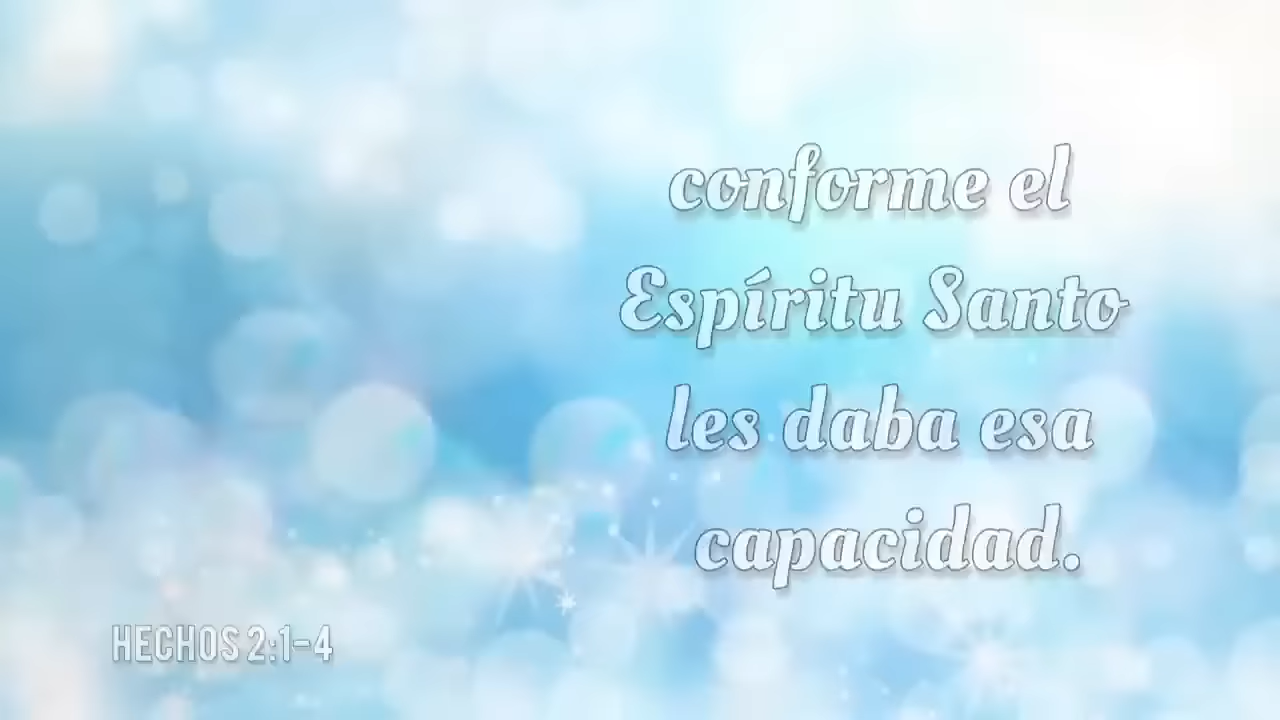 conforme el
Espíritu Santo
les daba esa
capacidad.
HECHOS 2:1-4